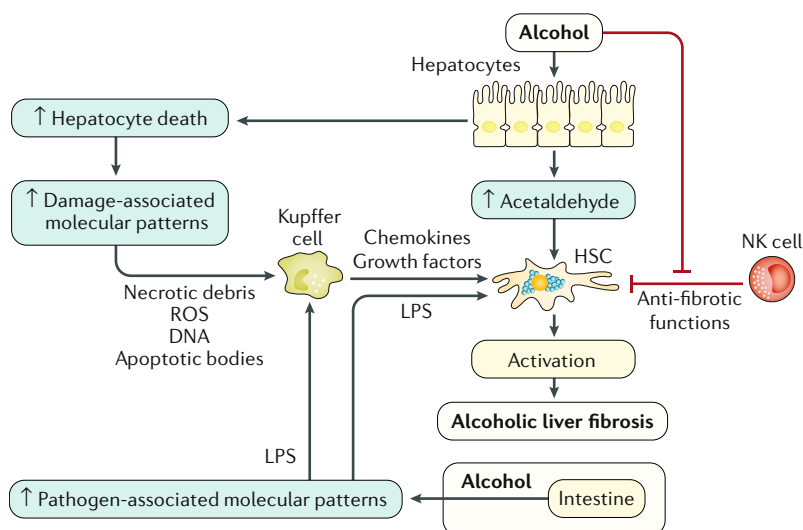 Alcohol
Hepatocytes
↑ Hepatocyte death
↑ Damage-associated
molecular patterns
↑ Acetaldehyde
Kupffer
cell
Chemokines
Growth factors
HSC
NK cell
Necrotic debris
ROS
DNA
Apoptotic bodies
LPS
Anti-fibrotic
functions
Activation
Alcoholic liver fibrosis
LPS
↑ Pathogen-associated molecular patterns
Alcohol
Intestine